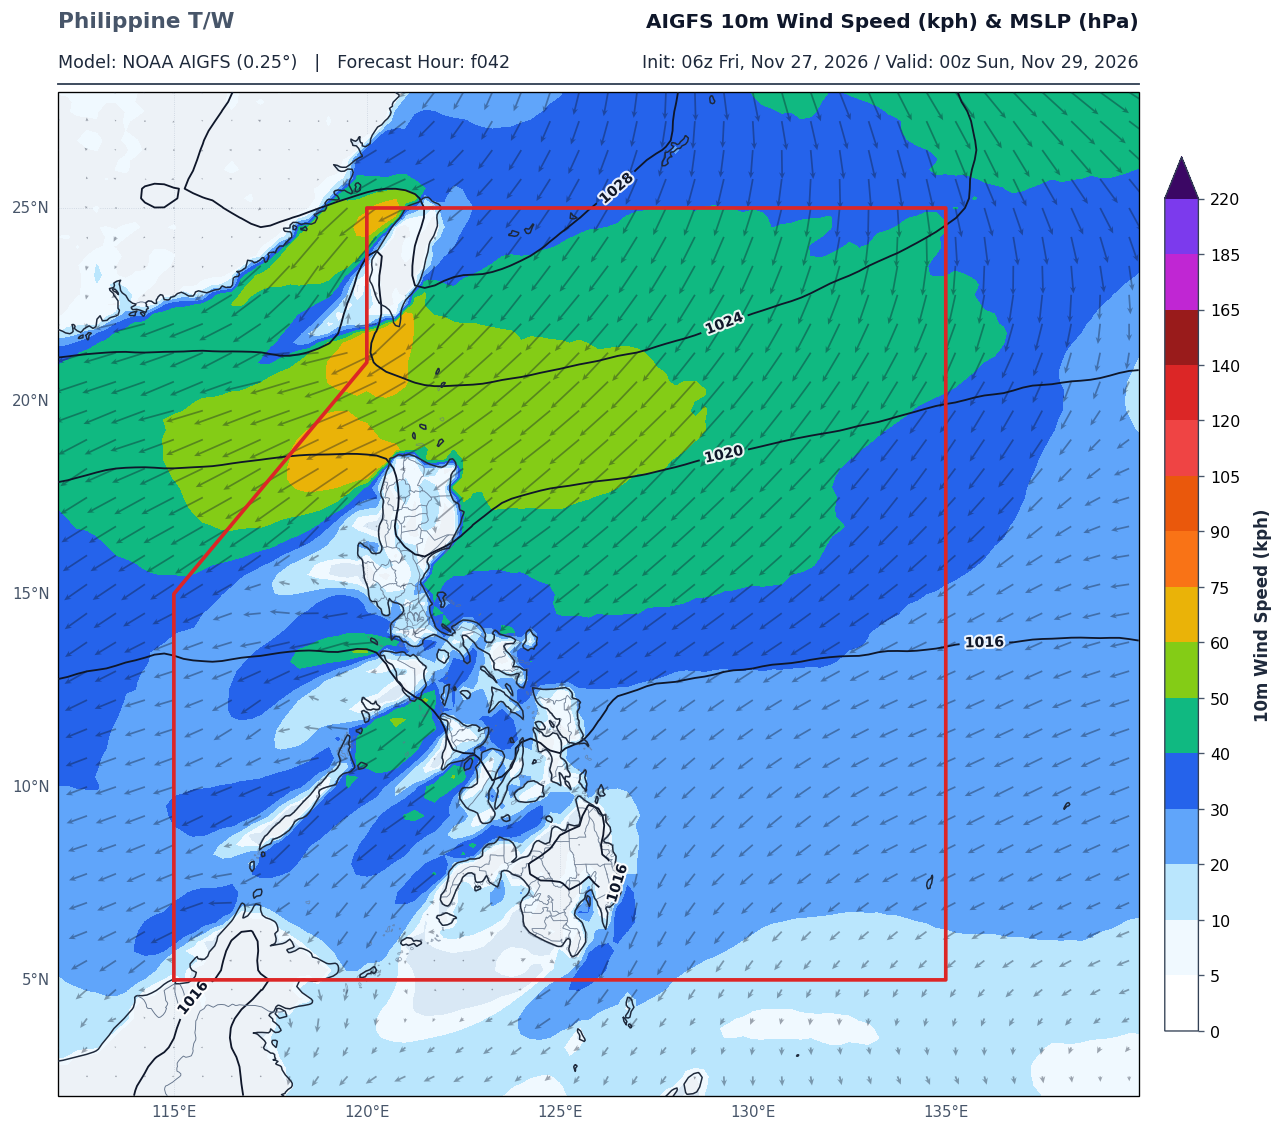 Philippine T/W
AIGFS 10m Wind Speed (kph) & MSLP (hPa)
Model: NOAA AIGFS (0.25°)   |   Forecast Hour: f042
Init: 06z Fri, Nov 27, 2026 / Valid: 00z Sun, Nov 29, 2026
25°N
20°N
15°N
10°N
5°N
115°E
120°E
125°E
130°E
135°E
1028
1024
1020
1016
1016
1016
220
185
165
140
120
105
90
75
60
50
40
30
20
10
5
0
10m Wind Speed (kph)